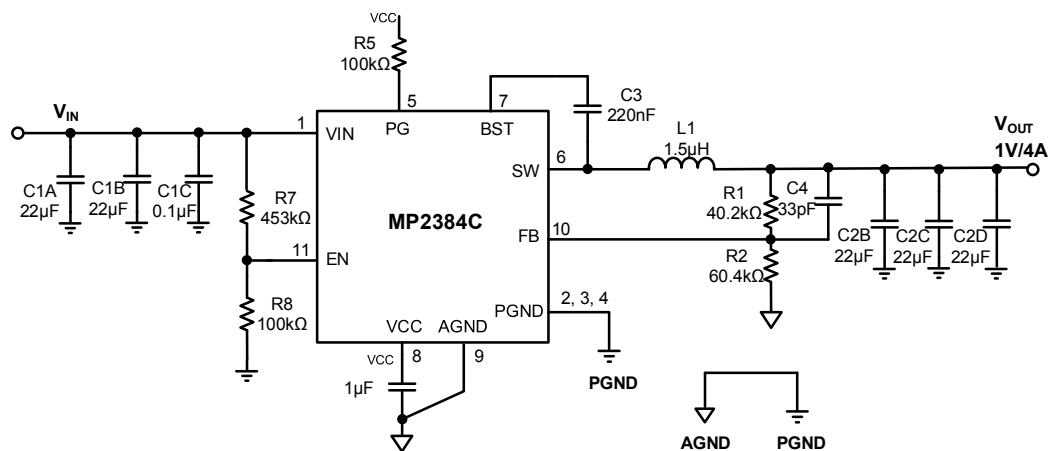 VCC
R5
100kΩ
5
7
C3
220nF
VIN
1
VIN
PG
BST
6
L1
1.5µH
VOUT
1V/4A
SW
C1A
22µF
C1B
22µF
C1C
0.1µF
R7
453kΩ
MP2384C
R1
40.2kΩ
C4
33pF
FB
10
C2B
22µF
C2C
22µF
C2D
22µF
11
EN
R2
60.4kΩ
R8
100kΩ
PGND
2, 3, 4
VCC
AGND
VCC
8
9
1µF
PGND
AGND
PGND